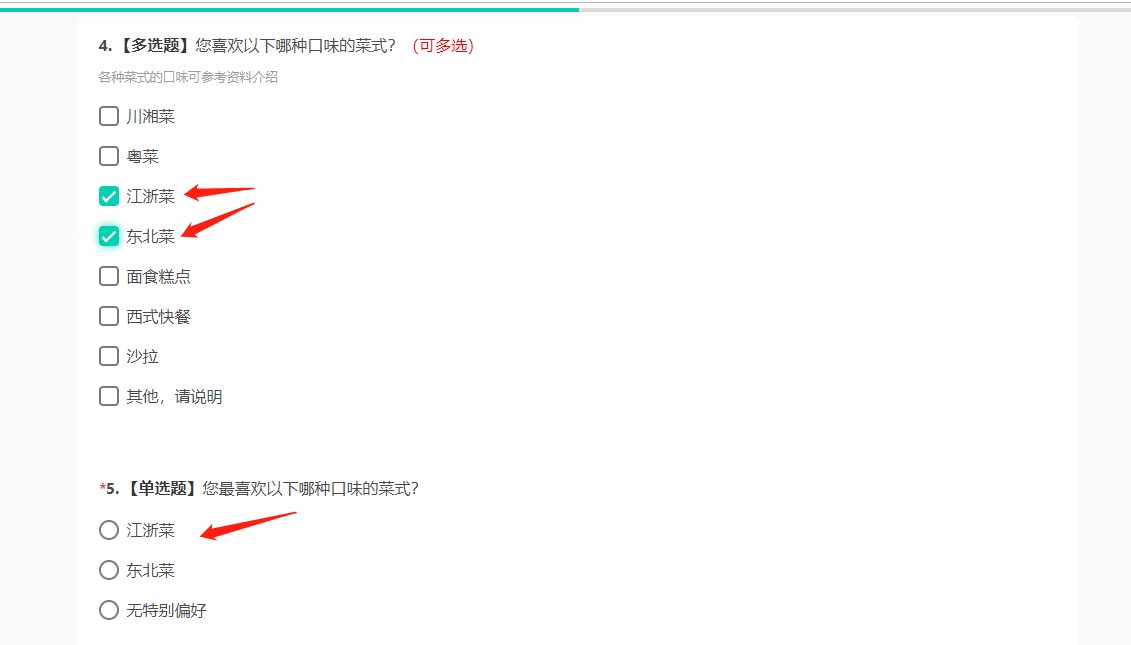 4.【多选题】您喜欢以下哪种口味的菜式？（可多选）
各种菜式的口味可参考资料介绍
川湘菜
粤菜
江浙菜
东北菜
面食糕点
西式快餐
沙拉
其他，请说明
*5.【单选题】您最喜欢以下哪种口味的菜式？
江浙菜
东北菜
无特别偏好